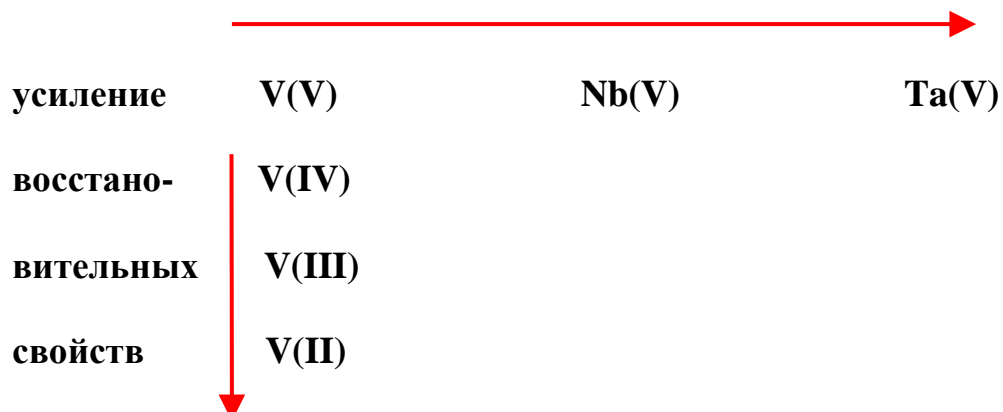 усиление V(V) Nb(V) Ta(V)
восстано- V(IV)
вительных V(III)
свойств V(II)